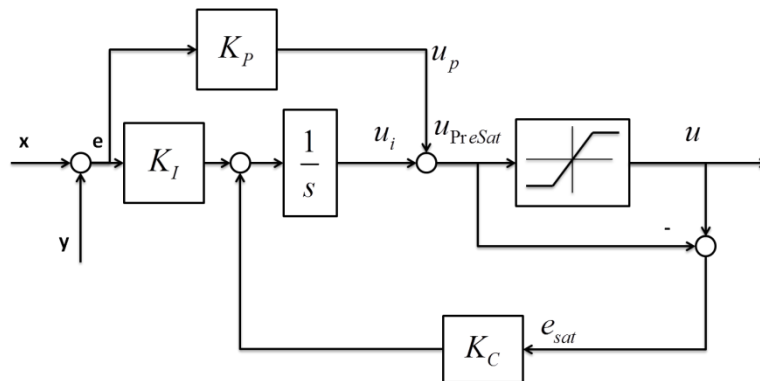 K_P
u_p
x
e
K_I
1/s
u_i
u_PreSat
u
y
-
K_C
e_sat